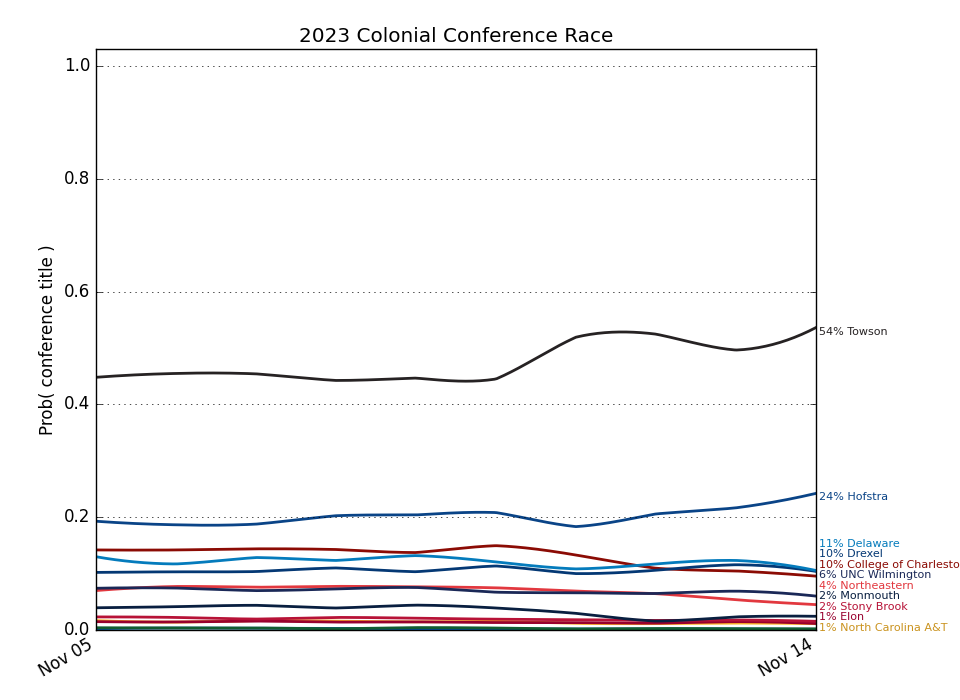 2023 Colonial Conference Race
Prob( conference title )
1.0
0.8
0.6
0.4
0.2
0.0
Nov 05
Nov 14
54% Towson
24% Hofstra
11% Delaware
10% Drexel
10% College of Charlesto
6% UNC Wilmington
4% Northeastern
2% Monmouth
2% Stony Brook
1% Elon
1% North Carolina A&T